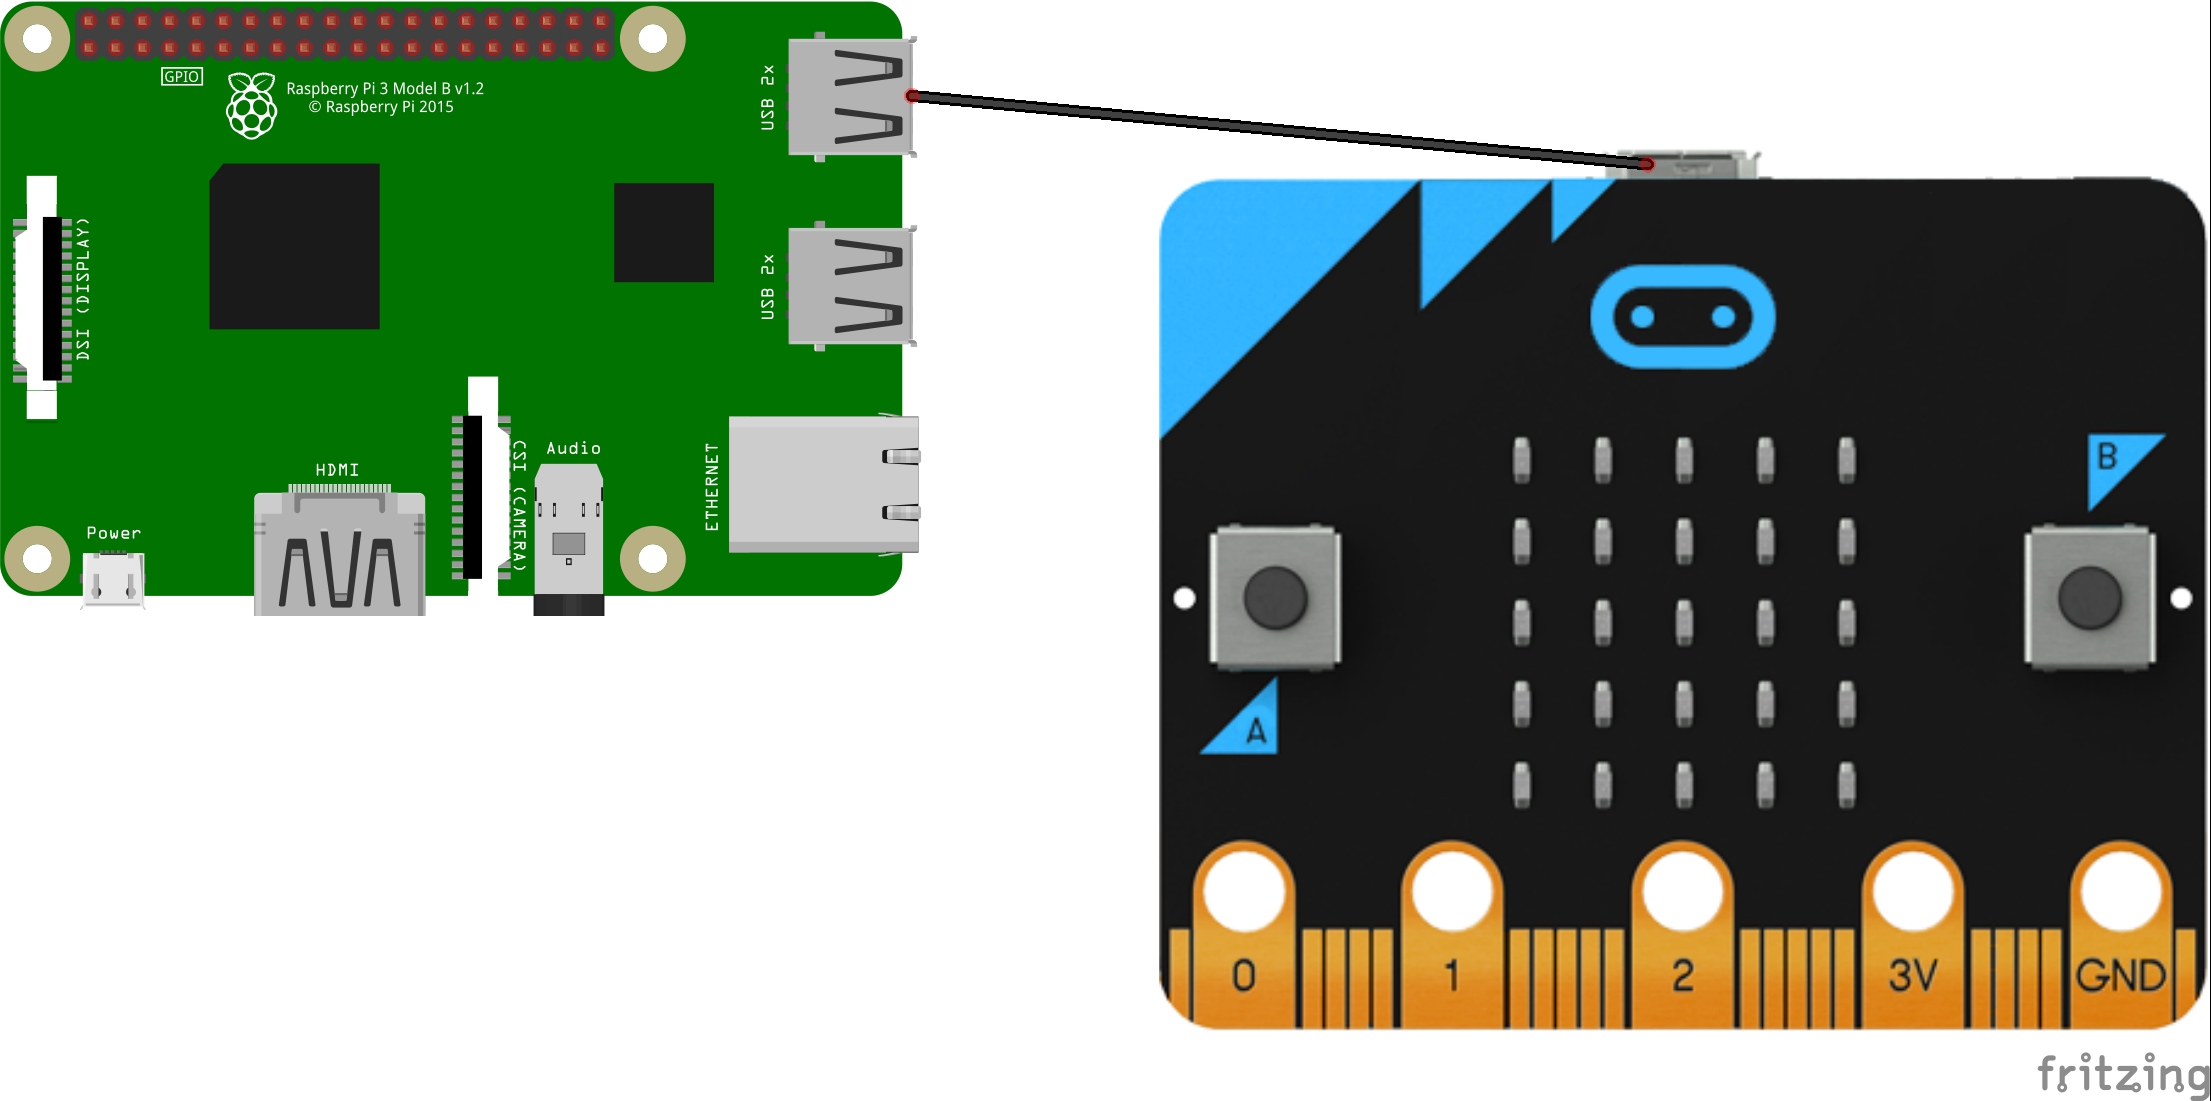 GPIO
Raspberry Pi 3 Model B v1.2
© Raspberry Pi 2015
USB 2x
USB 2x
DSI (DISPLAY)
CSI (CAMERA)
Audio
HDMI
ETHERNET
Power
B
A
0
1
2
3V
GND
fritzing